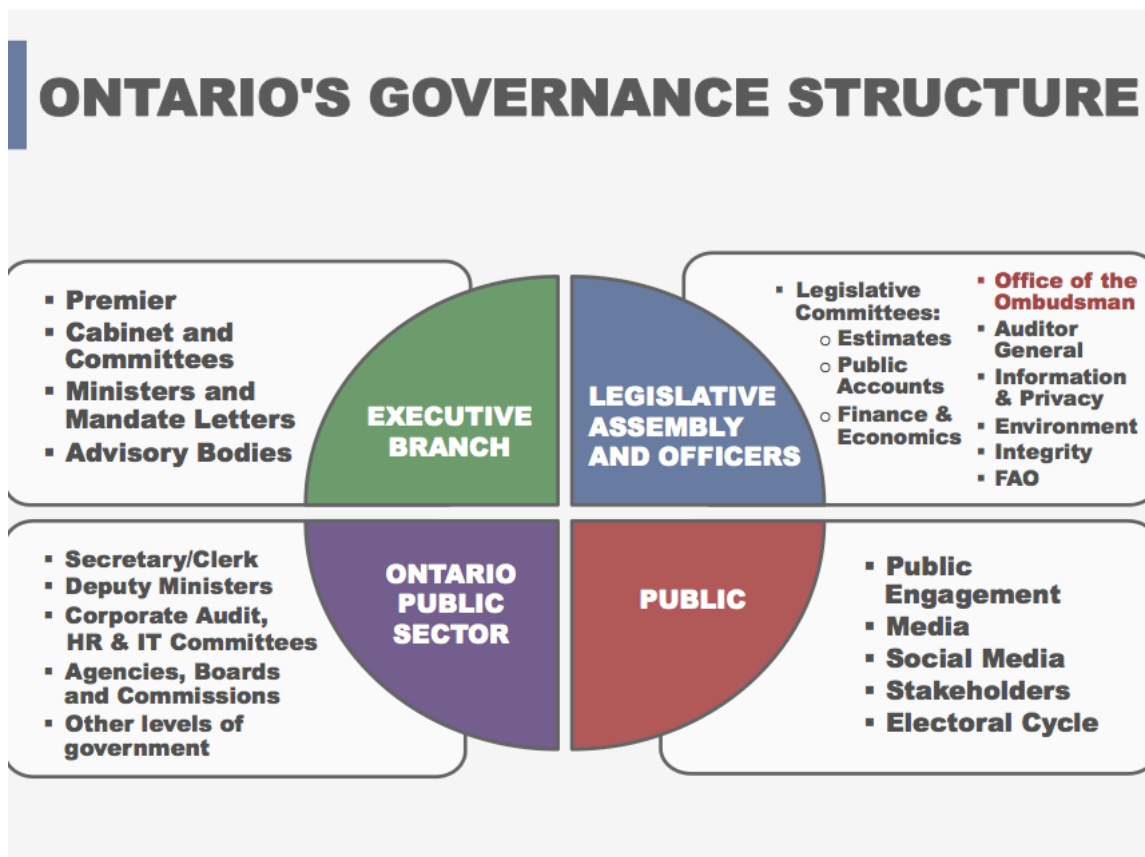 ONTARIO'S GOVERNANCE STRUCTURE
▪ Premier
▪ Cabinet and
Committees
▪ Ministers and
Mandate Letters
▪ Advisory Bodies
EXECUTIVE
BRANCH
LEGISLATIVE
ASSEMBLY
AND OFFICERS
▪ Legislative
Committees:
o Estimates
o Public
Accounts
o Finance &
Economics
▪ Office of the
Ombudsman
▪ Auditor
General
▪ Information
& Privacy
▪ Environment
▪ Integrity
▪ FAO
▪ Secretary/Clerk
▪ Deputy Ministers
▪ Corporate Audit,
HR & IT Committees
▪ Agencies, Boards
and Commissions
▪ Other levels of
government
ONTARIO
PUBLIC
SECTOR
PUBLIC
▪ Public
Engagement
▪ Media
▪ Social Media
▪ Stakeholders
▪ Electoral Cycle